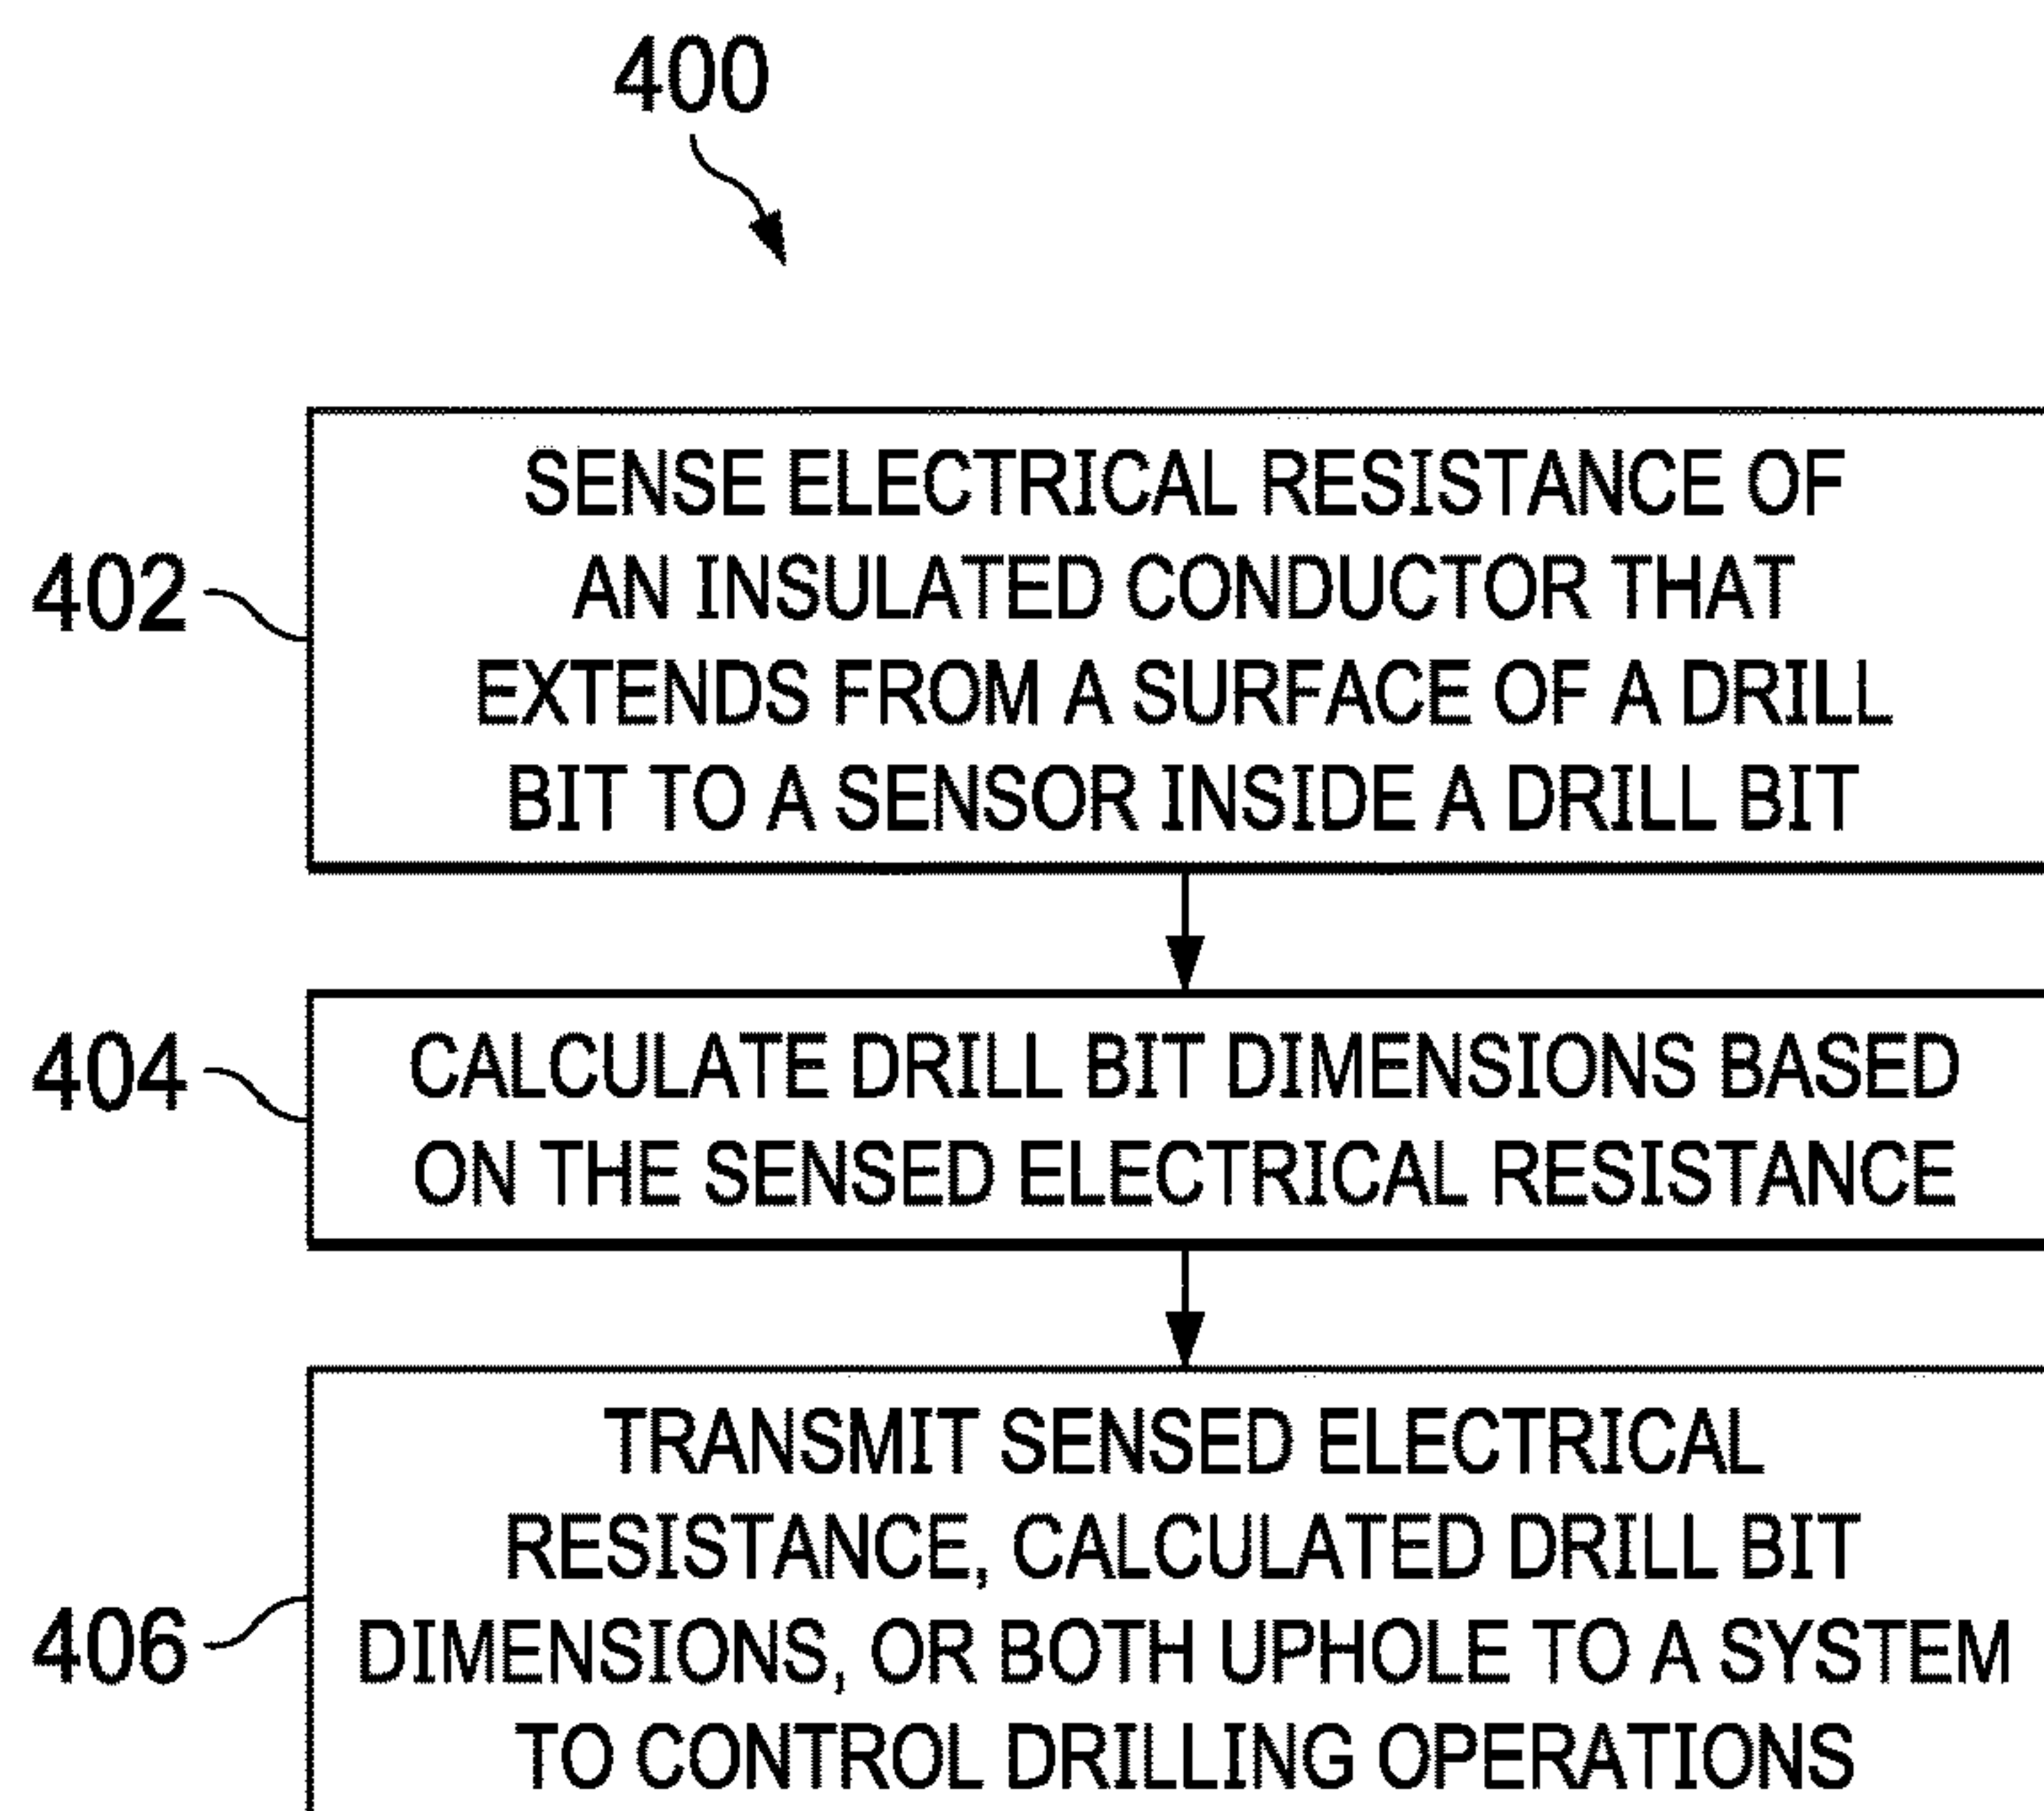 400
402
SENSE ELECTRICAL RESISTANCE OF
AN INSULATED CONDUCTOR THAT
EXTENDS FROM A SURFACE OF A DRILL
BIT TO A SENSOR INSIDE A DRILL BIT
404
CALCULATE DRILL BIT DIMENSIONS BASED
ON THE SENSED ELECTRICAL RESISTANCE
406
TRANSMIT SENSED ELECTRICAL
RESISTANCE, CALCULATED DRILL BIT
DIMENSIONS, OR BOTH UPHOLE TO A SYSTEM
TO CONTROL DRILLING OPERATIONS